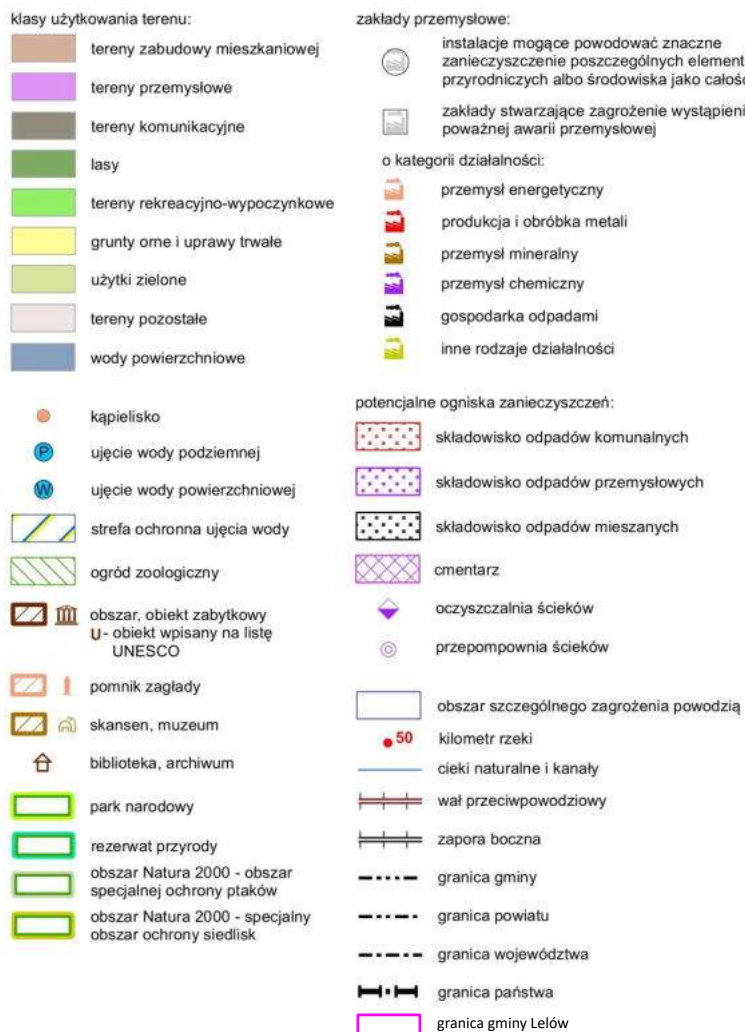 klasy użytkowania terenu:
tereny zabudowy mieszkaniowej
tereny przemysłowe
tereny komunikacyjne
lasy
tereny rekreacyjno-wypoczynkowe
grunty orne i uprawy trwałe
użytki zielone
tereny pozostałe
wody powierzchniowe
kąpielisko
P ujęcie wody podziemnej
W ujęcie wody powierzchniowej
strefa ochronna ujęcia wody
ogród zoologiczny
obszar, obiekt zabytkowy
U - obiekt wpisany na listę
UNESCO
pomnik zagłady
skansen, muzeum
biblioteka, archiwum
park narodowy
rezerwat przyrody
obszar Natura 2000 - obszar
specjalnej ochrony ptaków
obszar Natura 2000 - specjalny
obszar ochrony siedlisk
zakłady przemysłowe:
instalacje mogące powodować znaczne
zanieczyszczenie poszczególnych element
przyrodniczych albo środowiska jako całośc
zakłady stwarzające zagrożenie wystąpieni
poważnej awarii przemysłowej
o kategorii działalności:
przemysł energetyczny
produkcja i obróbka metali
przemysł mineralny
przemysł chemiczny
gospodarka odpadami
inne rodzaje działalności
potencjalne ogniska zanieczyszczeń:
składowisko odpadów komunalnych
składowisko odpadów przemysłowych
składowisko odpadów mieszanych
cmentarz
oczyszczalnia ścieków
przepompownia ścieków
obszar szczególnego zagrożenia powodzią
50 kilometr rzeki
cieki naturalne i kanały
wał przeciwpowodziowy
zapora boczna
granica gminy
granica powiatu
granica województwa
granica państwa
granica gminy Lelów